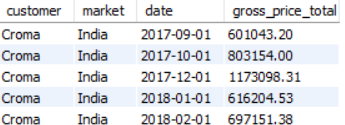 customer market date gross_price_total
Croma India 2017-09-01 601043.20
Croma India 2017-10-01 803154.00
Croma India 2017-12-01 1173098.31
Croma India 2018-01-01 616204.53
Croma India 2018-02-01 697151.38